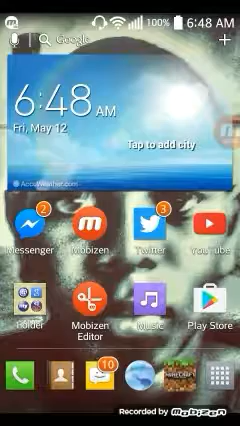 100% 6:48 AM
Google
6:48 AM
Fri, May 12
Tap to add city
AccuWeather.com
2
3
Messenger Mobizen Twitter YouTube
Folder Mobizen Editor Music Play Store
10
MINECRAFT
Recorded by Mobizen